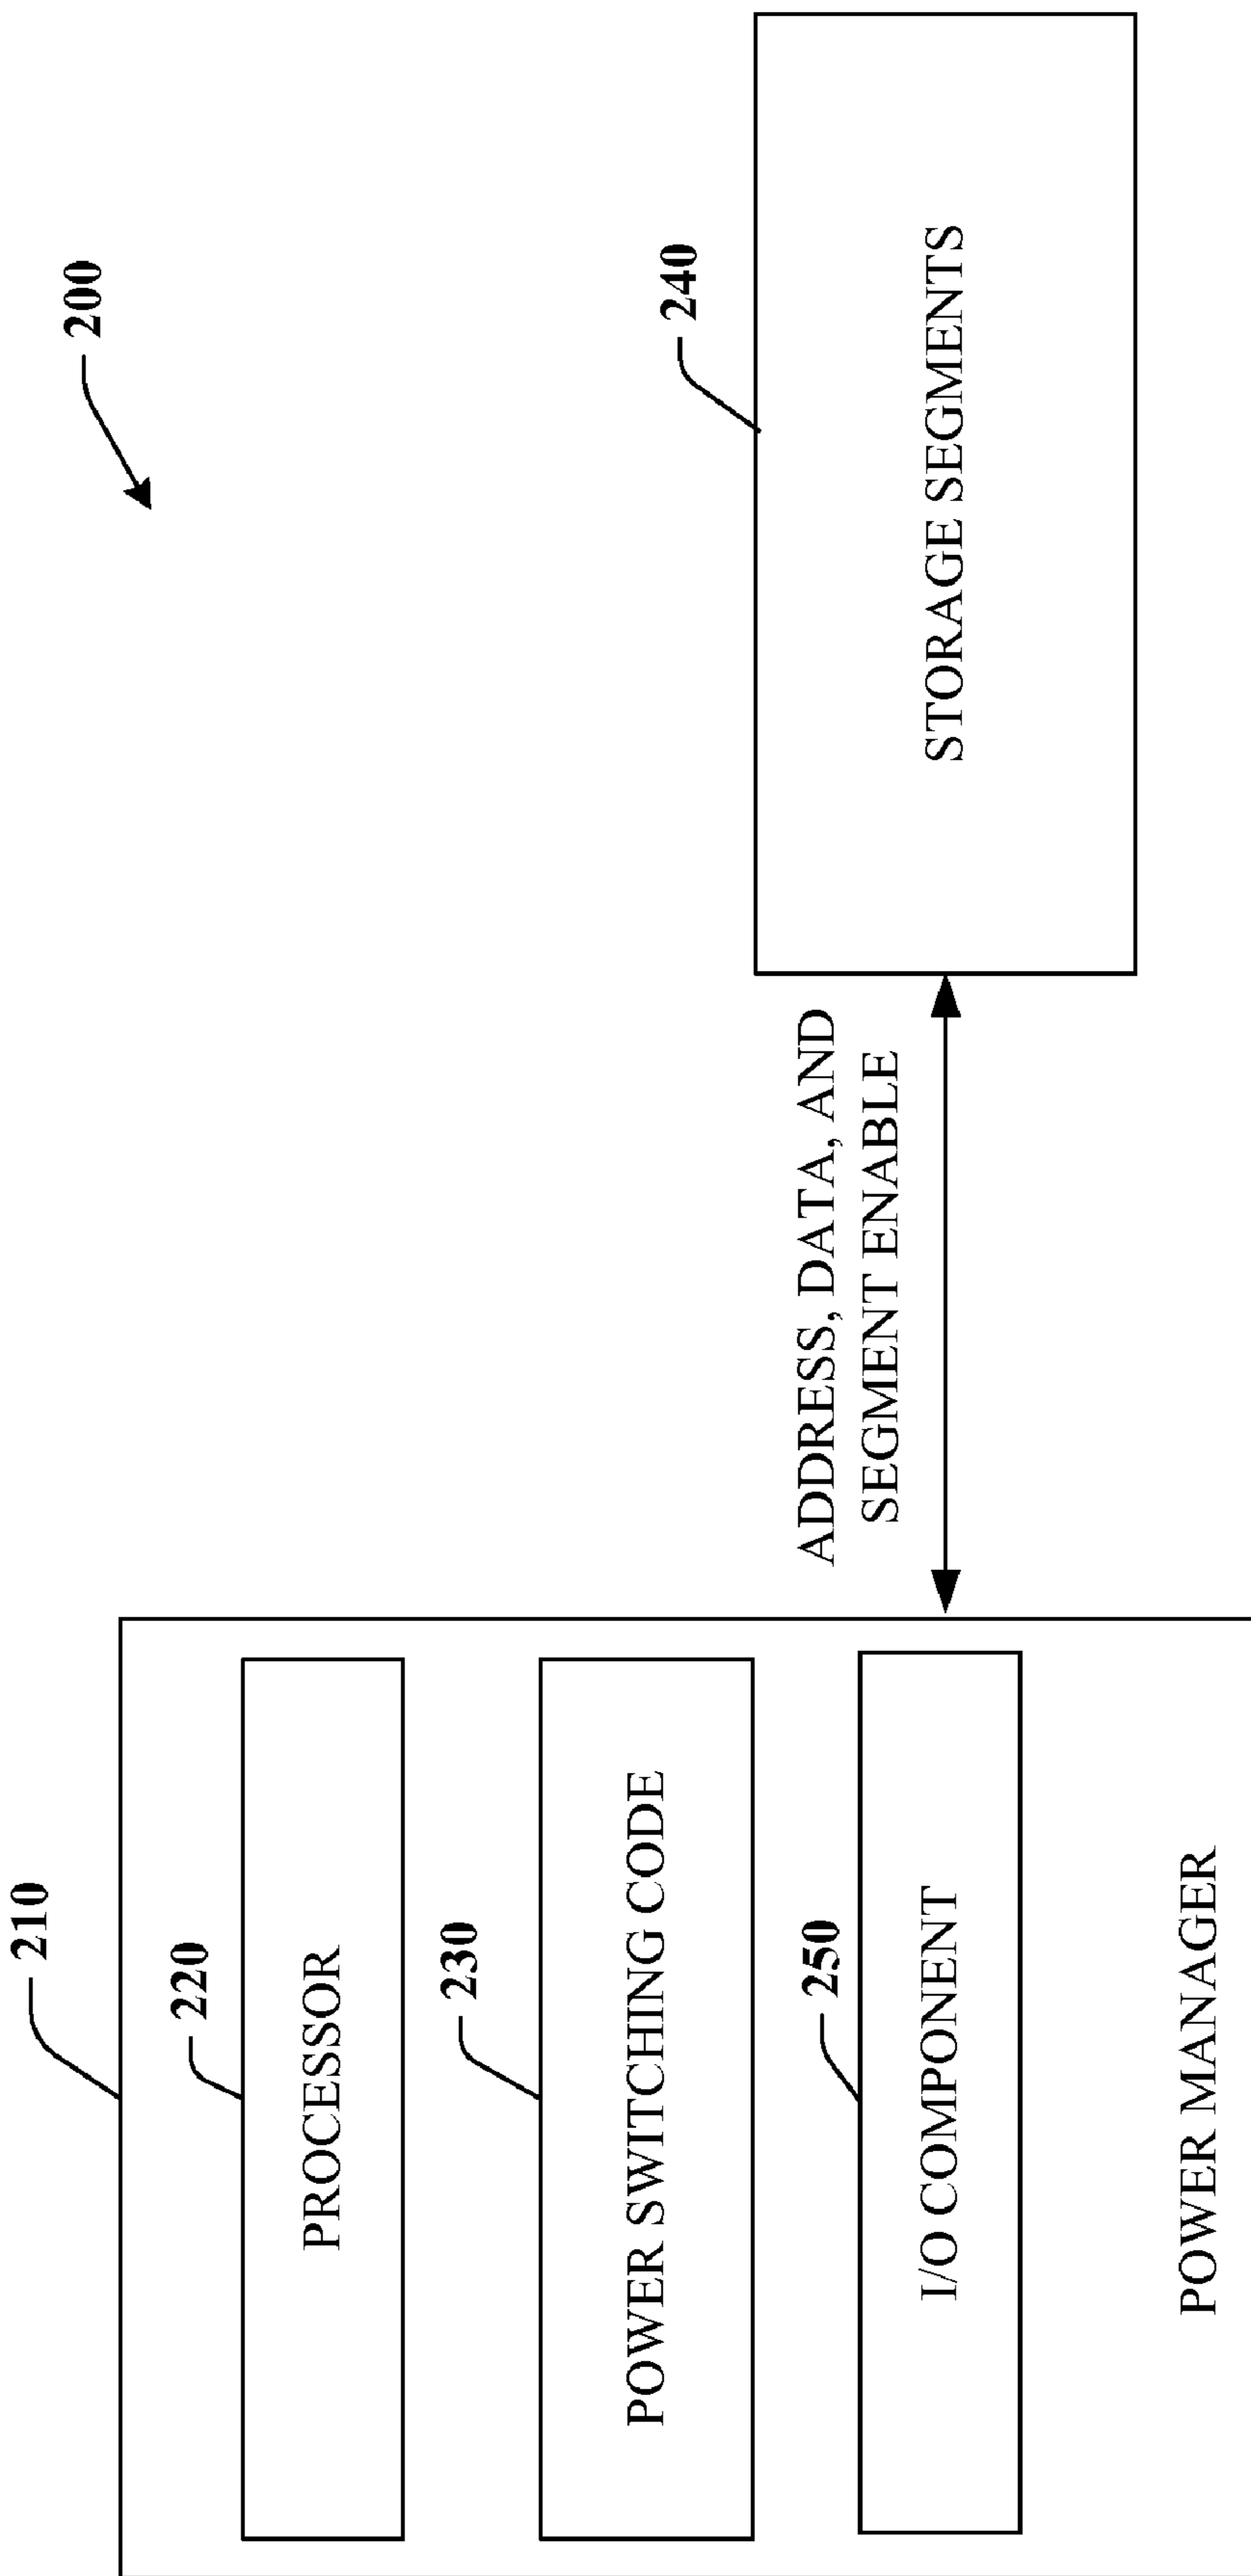 200
210
220
PROCESSOR
230
POWER SWITCHING CODE
250
I/O COMPONENT
POWER MANAGER
ADDRESS, DATA, AND
SEGMENT ENABLE
240
STORAGE SEGMENTS